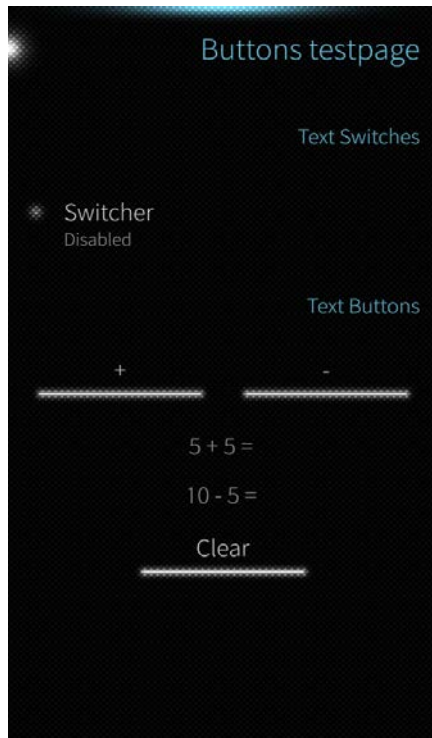 Buttons testpage
Text Switches
Switcher
Disabled
Text Buttons
+ -
5 + 5 =
10 - 5 =
Clear